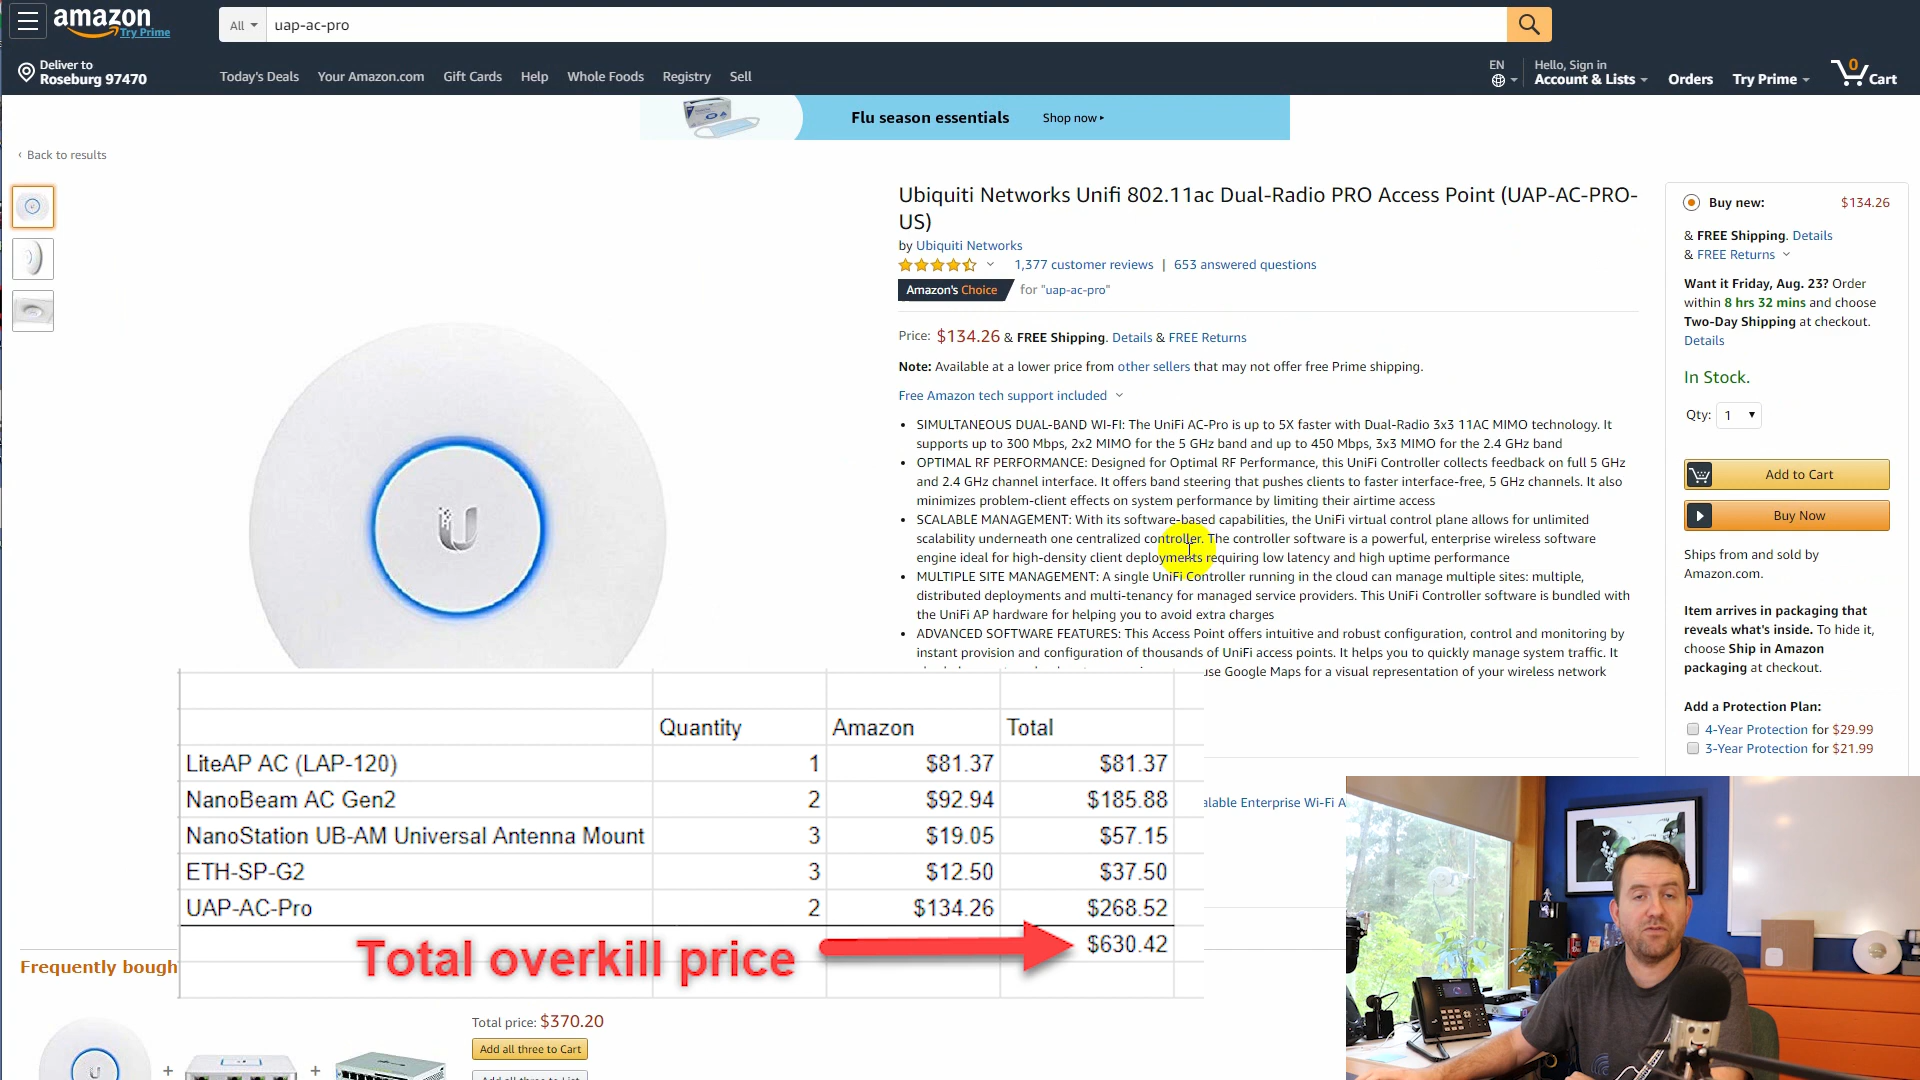 amazon
Try Prime
All
uap-ac-pro
Deliver to
Roseburg 97470
Today's Deals
Your Amazon.com
Gift Cards
Help
Whole Foods
Registry
Sell
EN
Hello, Sign in
Account & Lists
Orders
Try Prime
0
Cart
Flu season essentials
Shop now
‹ Back to results
Ubiquiti Networks Unifi 802.11ac Dual-Radio PRO Access Point (UAP-AC-PRO-
US)
by Ubiquiti Networks
1,377 customer reviews | 653 answered questions
Amazon's Choice for "uap-ac-pro"
Price: $134.26 & FREE Shipping. Details & FREE Returns
Note: Available at a lower price from other sellers that may not offer free Prime shipping.
Free Amazon tech support included
• SIMULTANEOUS DUAL-BAND WI-FI: The UniFi AC-Pro is up to 5X faster with Dual-Radio 3x3 11AC MIMO technology. It
supports up to 300 Mbps, 2x2 MIMO for the 5 GHz band and up to 450 Mbps, 3x3 MIMO for the 2.4 GHz band
• OPTIMAL RF PERFORMANCE: Designed for Optimal RF Performance, this UniFi Controller collects feedback on full 5 GHz
and 2.4 GHz channel interface. It offers band steering that pushes clients to faster interface-free, 5 GHz channels. It also
minimizes problem-client effects on system performance by limiting their airtime access
• SCALABLE MANAGEMENT: With its software-based capabilities, the UniFi virtual control plane allows for unlimited
scalability underneath one centralized controller. The controller software is a powerful, enterprise wireless software
engine ideal for high-density client deployments requiring low latency and high uptime performance
• MULTIPLE SITE MANAGEMENT: A single UniFi Controller running in the cloud can manage multiple sites: multiple,
distributed deployments and multi-tenancy for managed service providers. This UniFi Controller software is bundled with
the UniFi AP hardware for helping you to avoid extra charges
• ADVANCED SOFTWARE FEATURES: This Access Point offers intuitive and robust configuration, control and monitoring by
instant provision and configuration of thousands of UniFi access points. It helps you to quickly manage system traffic. It
use Google Maps for a visual representation of your wireless network
Buy new: $134.26
& FREE Shipping. Details
& FREE Returns
Want it Friday, Aug. 23? Order
within 8 hrs 32 mins and choose
Two-Day Shipping at checkout.
Details
In Stock.
Qty: 1
Add to Cart
Buy Now
Ships from and sold by
Amazon.com.
Item arrives in packaging that
reveals what's inside. To hide it,
choose Ship in Amazon
packaging at checkout.
Add a Protection Plan:
4-Year Protection for $29.99
3-Year Protection for $21.99
Quantity Amazon Total
LiteAP AC (LAP-120) 1 $81.37 $81.37
NanoBeam AC Gen2 2 $92.94 $185.88
NanoStation UB-AM Universal Antenna Mount 3 $19.05 $57.15
ETH-SP-G2 3 $12.50 $37.50
UAP-AC-Pro 2 $134.26 $268.52
Total overkill price $630.42
alable Enterprise Wi-Fi A
Frequently bough
Total price: $370.20
Add all three to Cart